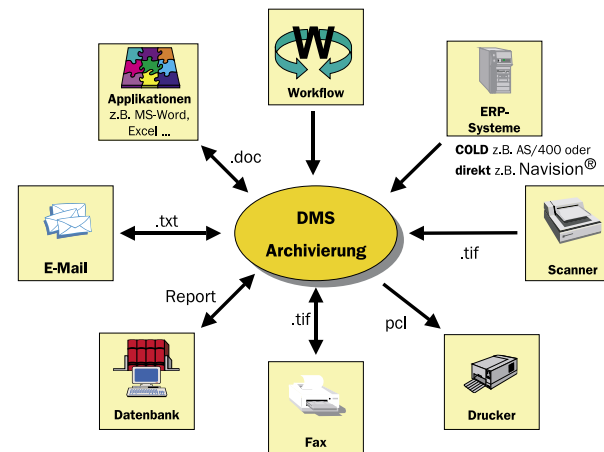 W
Workflow
Applikationen
z.B. MS-Word,
Excel ...
ERP-
Systeme
COLD z.B. AS/400 oder
direkt z.B. Navision®
.doc
DMS
Archivierung
E-Mail
.txt
.tif
Scanner
Report
.tif
pcl
Datenbank
Fax
Drucker